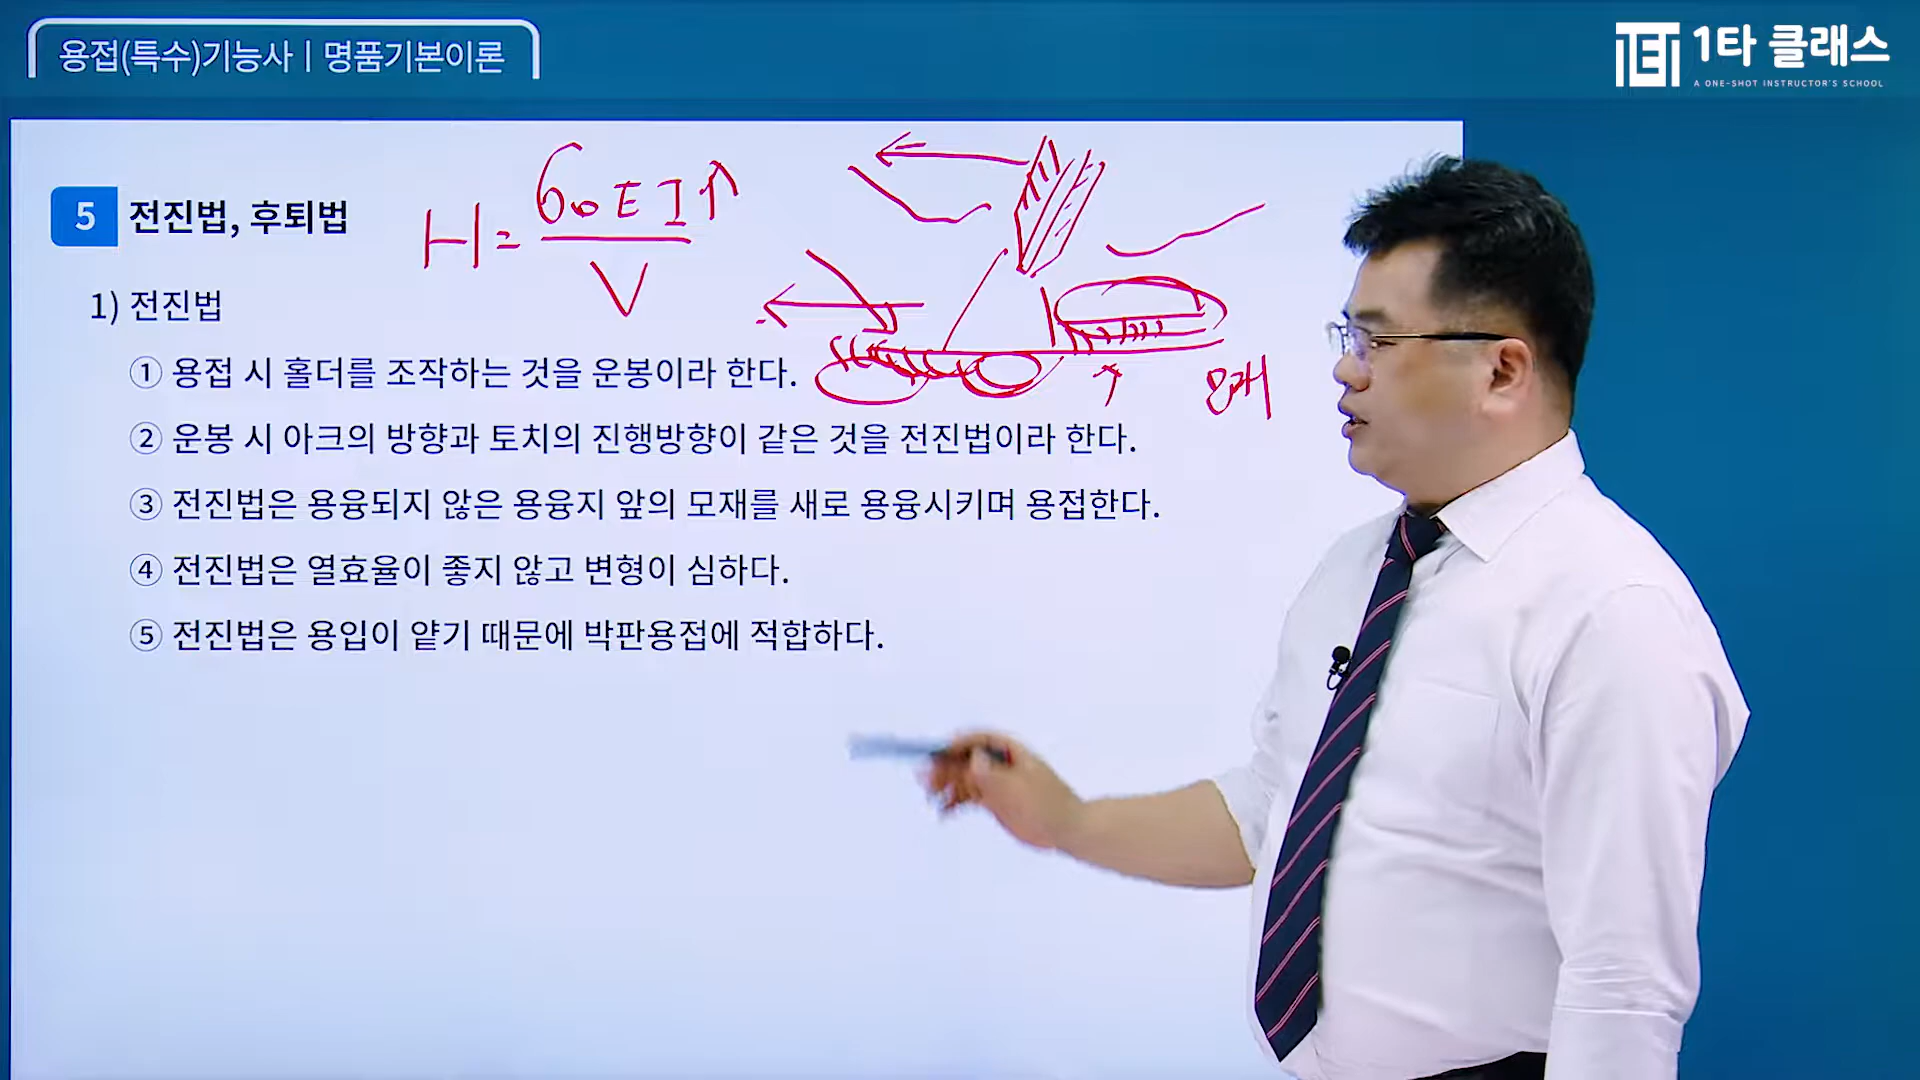 용접(특수)기능사 | 명품기본이론
1타 클래스
A ONE-SHOT INSTRUCTOR'S SCHOOL
5 전진법, 후퇴법
H = 60EI↑
V
1) 전진법
① 용접 시 홀더를 조작하는 것을 운봉이라 한다.
모재
② 운봉 시 아크의 방향과 토치의 진행방향이 같은 것을 전진법이라 한다.
③ 전진법은 용융되지 않은 용융지 앞의 모재를 새로 용융시키며 용접한다.
④ 전진법은 열효율이 좋지 않고 변형이 심하다.
⑤ 전진법은 용입이 얕기 때문에 박판용접에 적합하다.